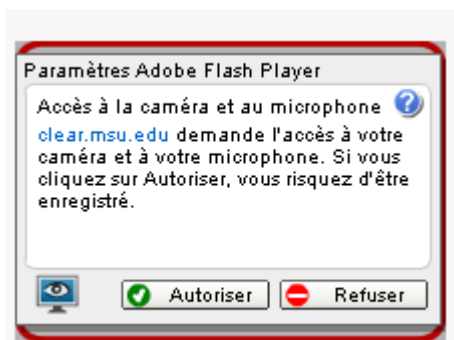 Paramètres Adobe Flash Player
Accès à la caméra et au microphone ?
clear.msu.edu demande l'accès à votre
caméra et à votre microphone. Si vous
cliquez sur Autoriser, vous risquez d'être
enregistré.
Autoriser Refuser